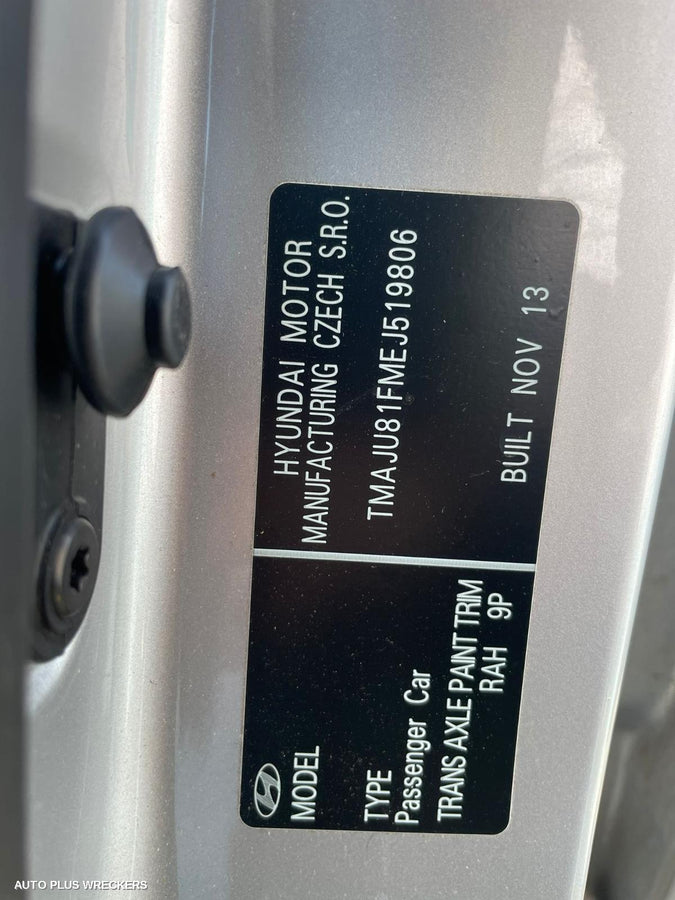 HYUNDAI MOTOR
MANUFACTURING CZECH S.R.O.
TMAJU81FMEJ519806
BUILT NOV 13
MODEL
TYPE
Passenger Car
TRANS AXLE PAINT TRIM
RAH 9P
AUTO PLUS WRECKERS